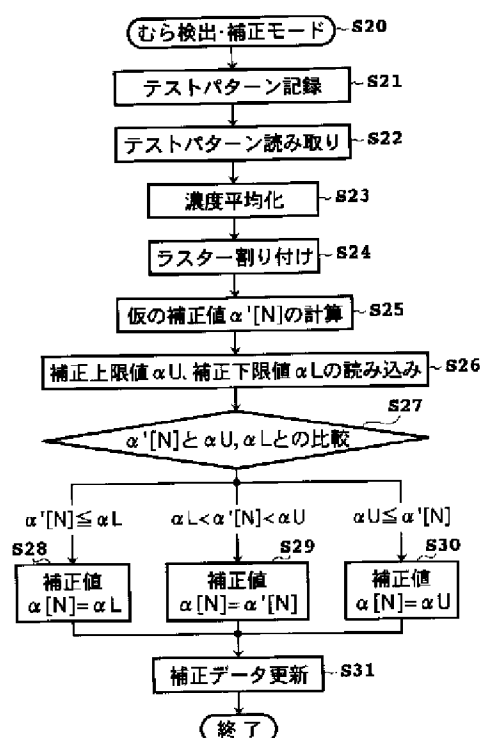 むら検出・補正モード S20
テストパターン記録 S21
テストパターン読み取り S22
濃度平均化 S23
ラスター割り付け S24
仮の補正値α'[N]の計算 S25
補正上限値αU、補正下限値αLの読み込み S26
α'[N]とαU,αLとの比較 S27
α'[N]≦αL
αL<α'[N]<αU
αU≦α'[N]
S28
補正値
α[N]=αL
S29
補正値
α[N]=α'[N]
S30
補正値
α[N]=αU
補正データ更新 S31
終了